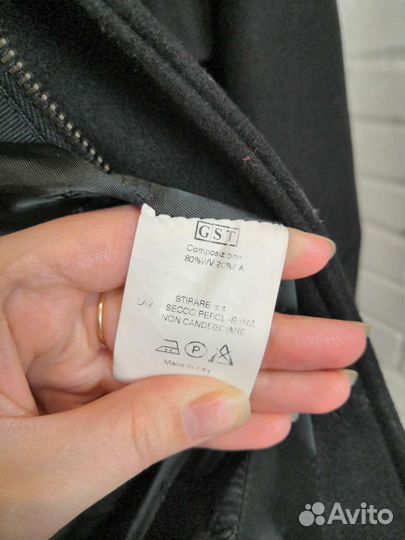 GST
Composizione
80%WV 20%PA
STIRARE
LAV. A SECCO PERCL.-BENZ.
NON CANDEGGIARE
P
Made in Italy
Avito